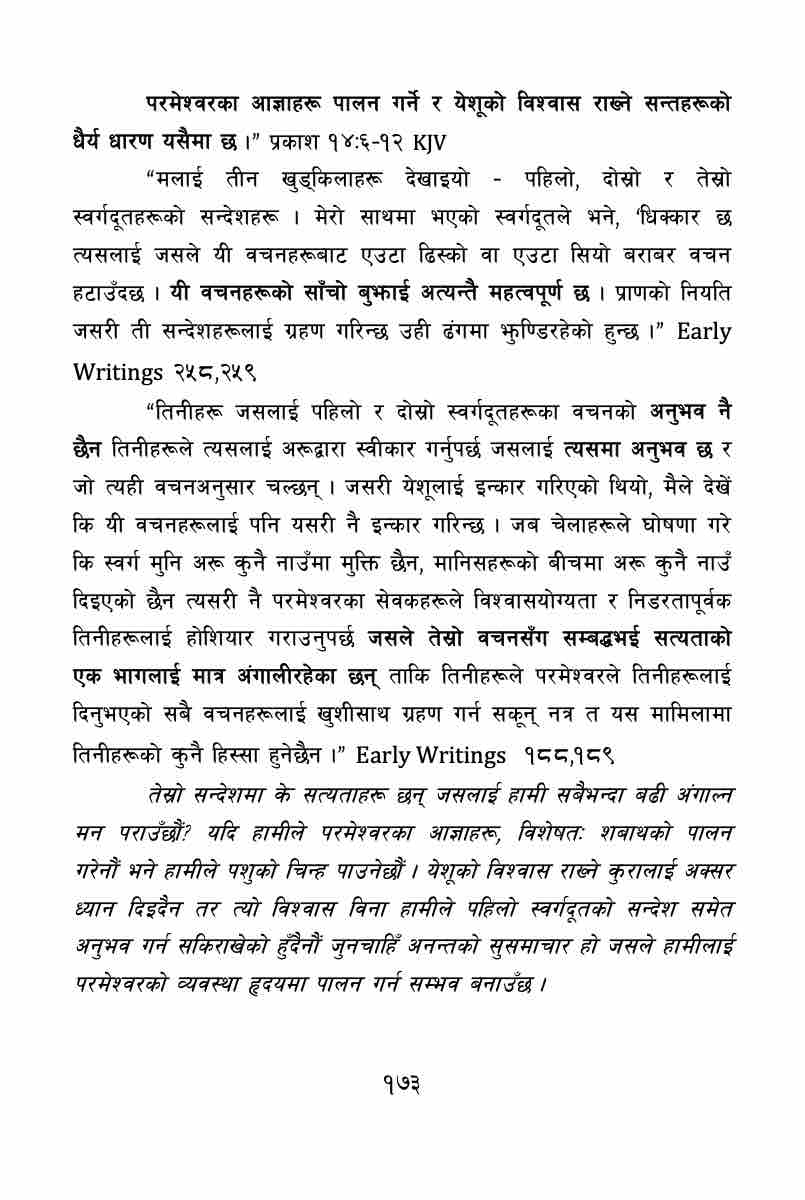 परमेश्वरका आज्ञाहरू पालन गर्ने र येशूको विश्वास राख्ने सन्तहरूको
धैर्य धारण यसैमा छ ।” प्रकाश १४:६-१२ KJV
“मलाई तीन खुड्किलाहरू देखाइयो - पहिलो, दोस्रो र तेस्रो
स्वर्गदूतहरूको सन्देशहरू । मेरो साथमा भएको स्वर्गदूतले भने, ‘धिक्कार छ
त्यसलाई जसले यी वचनहरूबाट एउटा ढिस्को वा एउटा सियो बराबर वचन
हटाउँदछ । यी वचनहरूको साँचो बुझाई अत्यन्तै महत्वपूर्ण छ । प्राणको नियति
जसरी ती सन्देशहरूलाई ग्रहण गरिन्छ उही ढंगमा झुण्डिरहेको हुन्छ ।” Early
Writings २५८,२५९
“तिनीहरू जसलाई पहिलो र दोस्रो स्वर्गदूतहरूका वचनको अनुभव नै
छैन तिनीहरूले त्यसलाई अरूद्वारा स्वीकार गर्नुपर्छ जसलाई त्यसमा अनुभव छ र
जो त्यही वचनअनुसार चल्छन् । जसरी येशूलाई इन्कार गरिएको थियो, मैले देखें
कि यी वचनहरूलाई पनि यसरी नै इन्कार गरिन्छ । जब चेलाहरूले घोषणा गरे
कि स्वर्ग मुनि अरू कुनै नाउँमा मुक्ति छैन, मानिसहरूको बीचमा अरू कुनै नाउँ
दिइएको छैन त्यसरी नै परमेश्वरका सेवकहरूले विश्वासयोग्यता र निडरतापूर्वक
तिनीहरूलाई होशियार गराउनुपर्छ जसले तेस्रो वचनसँग सम्बद्धभई सत्यताको
एक भागलाई मात्र अंगालीरहेका छन् ताकि तिनीहरूले परमेश्वरले तिनीहरूलाई
दिनुभएको सबै वचनहरूलाई खुशीसाथ ग्रहण गर्न सकून् नत्र त यस मामिलामा
तिनीहरूको कुनै हिस्सा हुनेछैन ।” Early Writings १८८,१८९
तेस्रो सन्देशमा के सत्यताहरू छन् जसलाई हामी सबैभन्दा बढी अंगाल्न
मन पराउँछौं? यदि हामीले परमेश्वरका आज्ञाहरू, विशेषतः शबाथको पालन
गरेनौं भने हामीले पशुको चिन्ह पाउनेछौं । येशूको विश्वास राख्ने कुरालाई अक्सर
ध्यान दिइदैन तर त्यो विश्वास विना हामीले पहिलो स्वर्गदूतको सन्देश समेत
अनुभव गर्न सकिराखेको हुँदैनौं जुनचाहिँ अनन्तको सुसमाचार हो जसले हामीलाई
परमेश्वरको व्यवस्था हृदयमा पालन गर्न सम्भव बनाउँछ ।
१७३